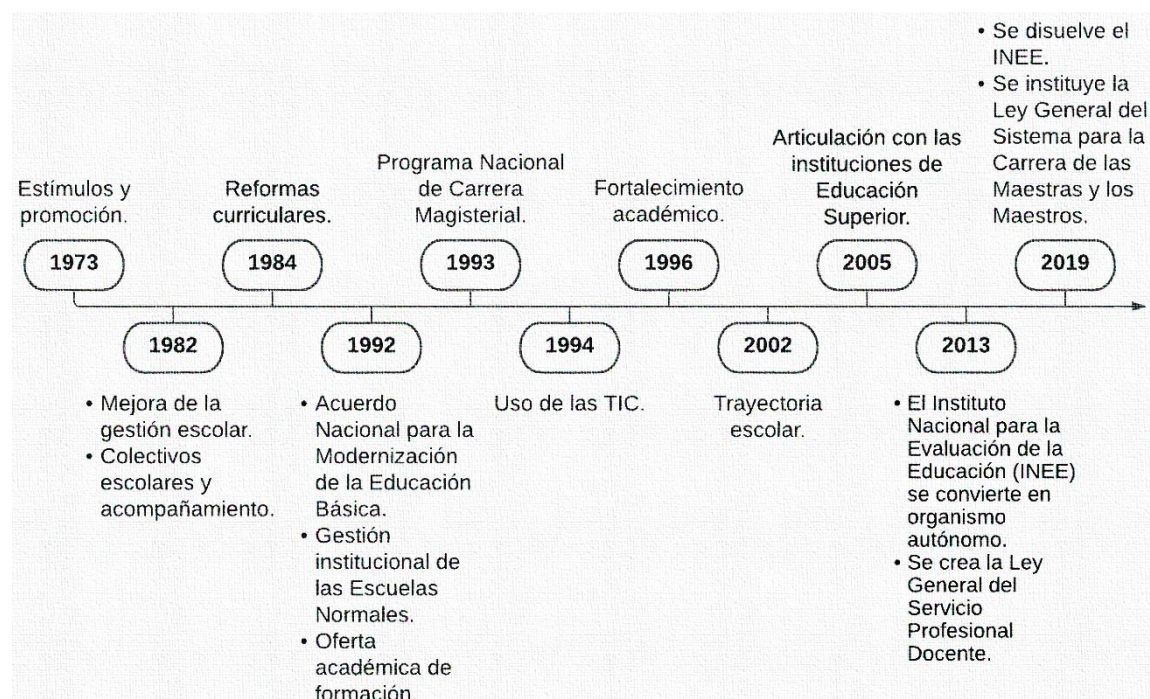 Estímulos y
promoción.
1973
1982
• Mejora de la
gestión escolar.
• Colectivos
escolares y
acompañamiento.
Reformas
curriculares.
1984
1992
• Acuerdo
Nacional para la
Modernización
de la Educación
Básica.
• Gestión
institucional de
las Escuelas
Normales.
• Oferta
académica de
formación.
Programa Nacional
de Carrera
Magisterial.
1993
1994
Uso de las TIC.
Fortalecimiento
académico.
1996
2002
Trayectoria
escolar.
Articulación con las
instituciones de
Educación
Superior.
2005
2013
• El Instituto
Nacional para la
Evaluación de la
Educación (INEE)
se convierte en
organismo
autónomo.
• Se crea la Ley
General del
Servicio
Profesional
Docente.
• Se disuelve el
INEE.
• Se instituye la
Ley General del
Sistema para la
Carrera de las
Maestras y los
Maestros.
2019